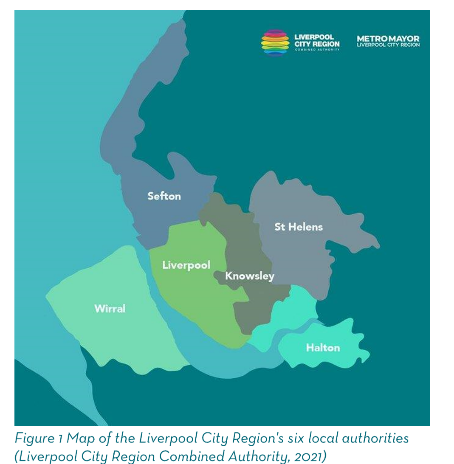 LIVERPOOL
CITY REGION
COMBINED AUTHORITY
METRO MAYOR
LIVERPOOL CITY REGION
Sefton
St Helens
Liverpool
Knowsley
Wirral
Halton
Figure 1 Map of the Liverpool City Region's six local authorities
(Liverpool City Region Combined Authority, 2021)